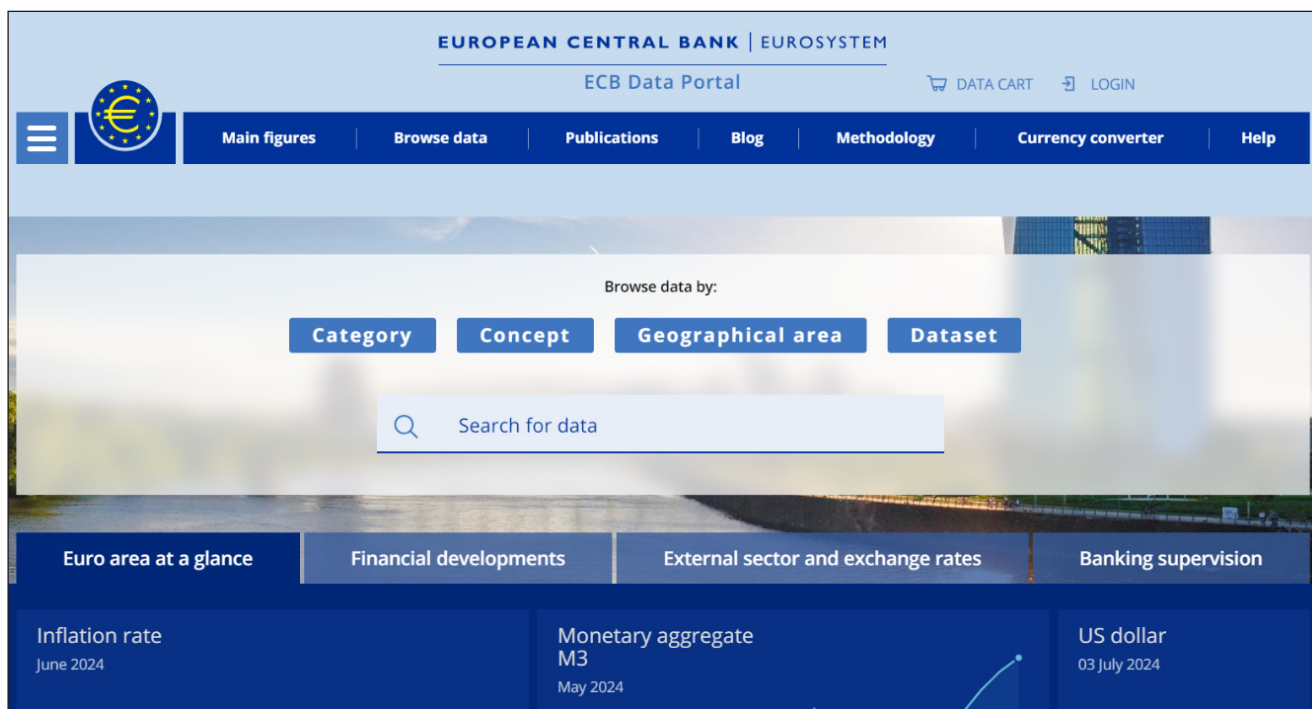 EUROPEAN CENTRAL BANK | EUROSYSTEM
ECB Data Portal
DATA CART
LOGIN
Main figures
Browse data
Publications
Blog
Methodology
Currency converter
Help
Browse data by:
Category
Concept
Geographical area
Dataset
Search for data
Euro area at a glance
Financial developments
External sector and exchange rates
Banking supervision
Inflation rate
June 2024
Monetary aggregate
M3
May 2024
US dollar
03 July 2024